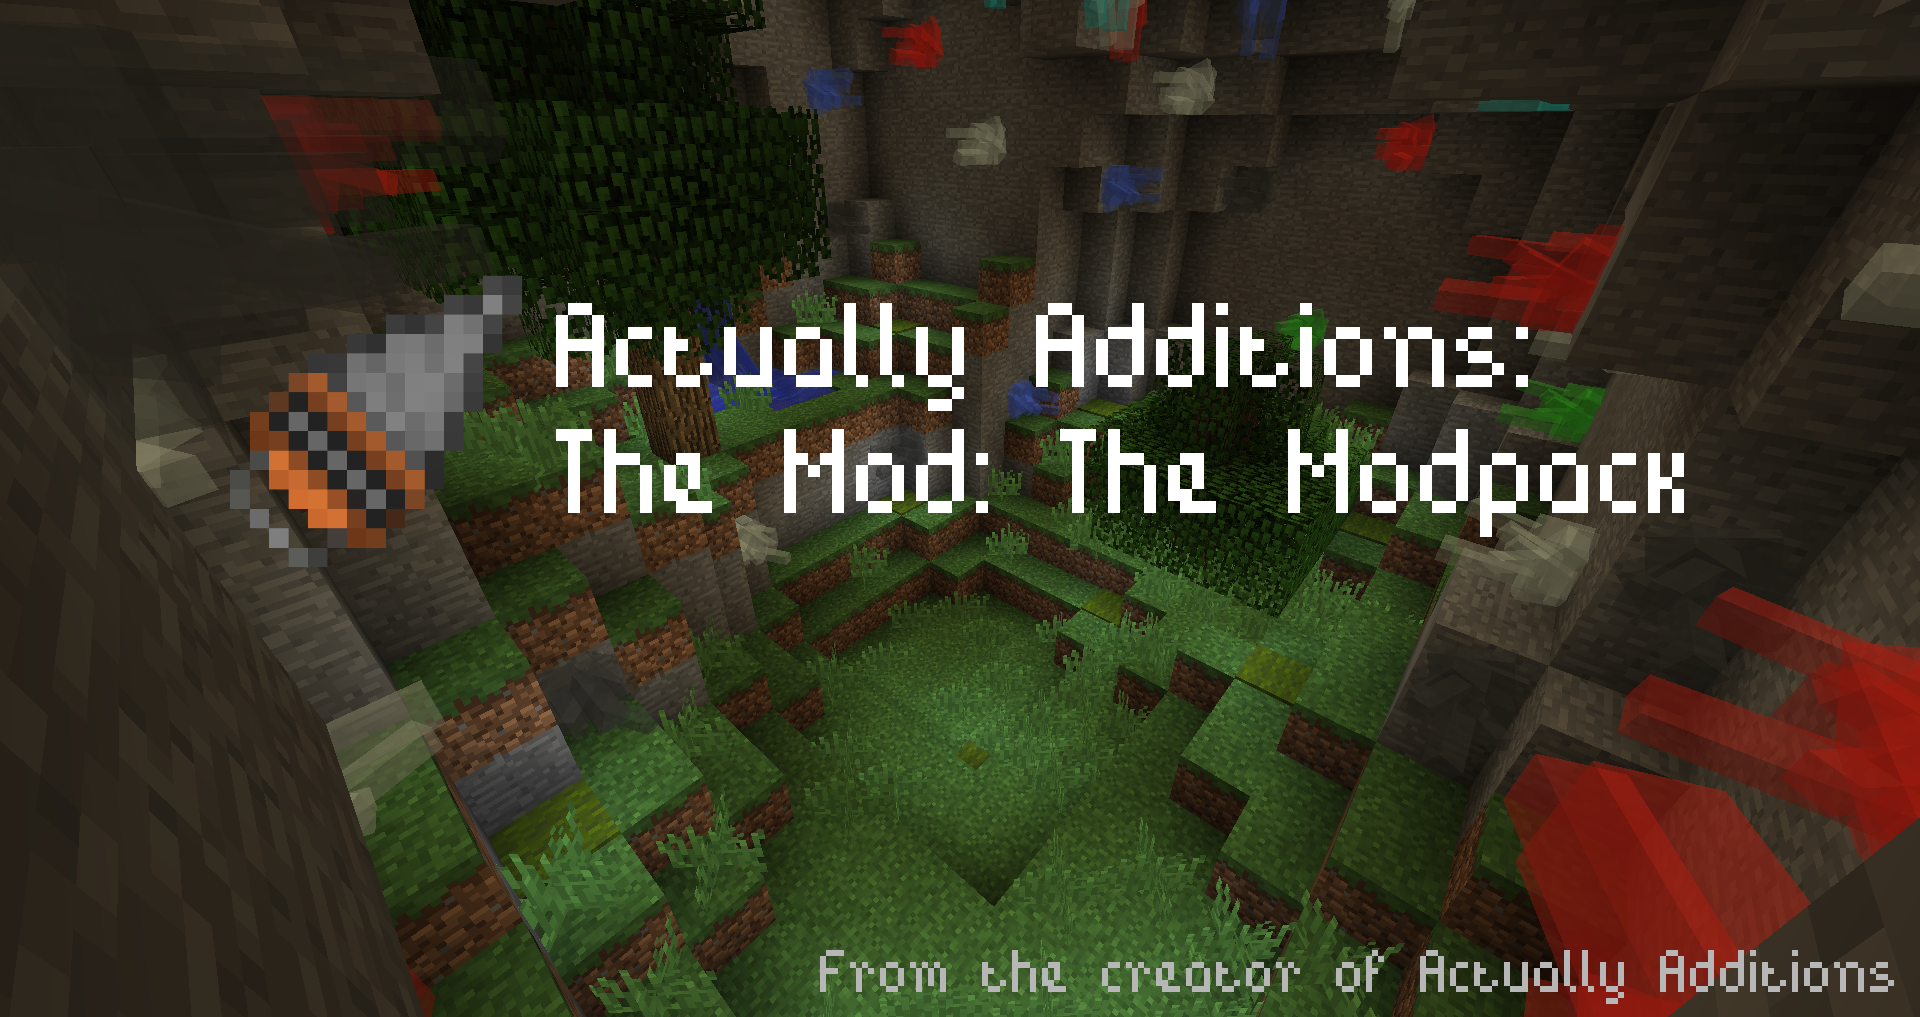 Actually Additions:
The Mod: The Modpack
From the creator of Actually Additions